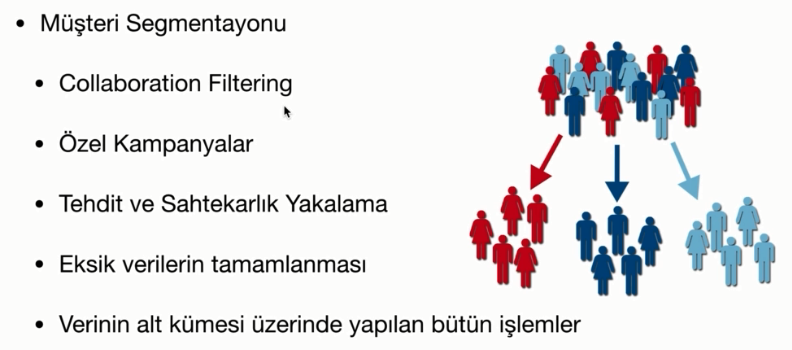 • Müşteri Segmentayonu
• Collaboration Filtering
• Özel Kampanyalar
• Tehdit ve Sahtekarlık Yakalama
• Eksik verilerin tamamlanması
• Verinin alt kümesi üzerinde yapılan bütün işlemler